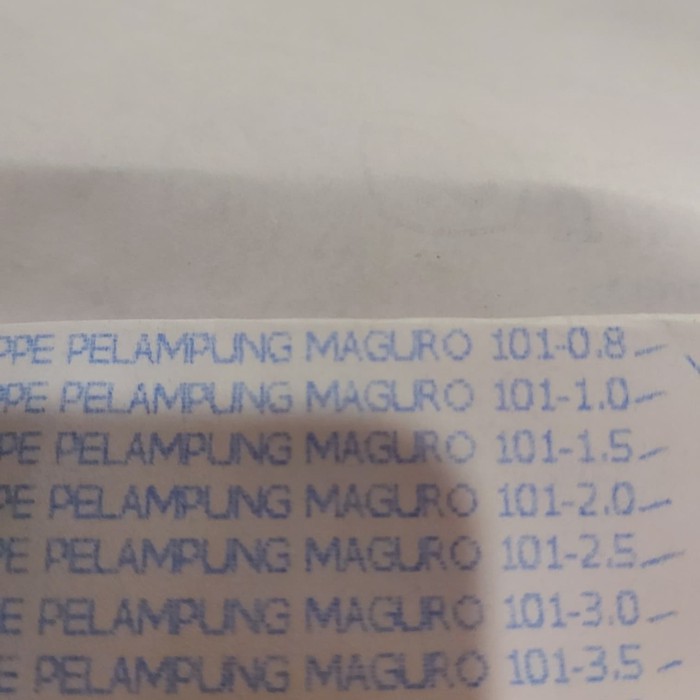 PPE PELAMPUNG MAGURO 101-0.8
PPE PELAMPUNG MAGURO 101-1.0
PE PELAMPUNG MAGURO 101-1.5
PE PELAMPUNG MAGURO 101-2.0
PE PELAMPUNG MAGURO 101-2.5
E PELAMPUNG MAGURO 101-3.0
E PELAMPUNG MAGURO 101-3.5